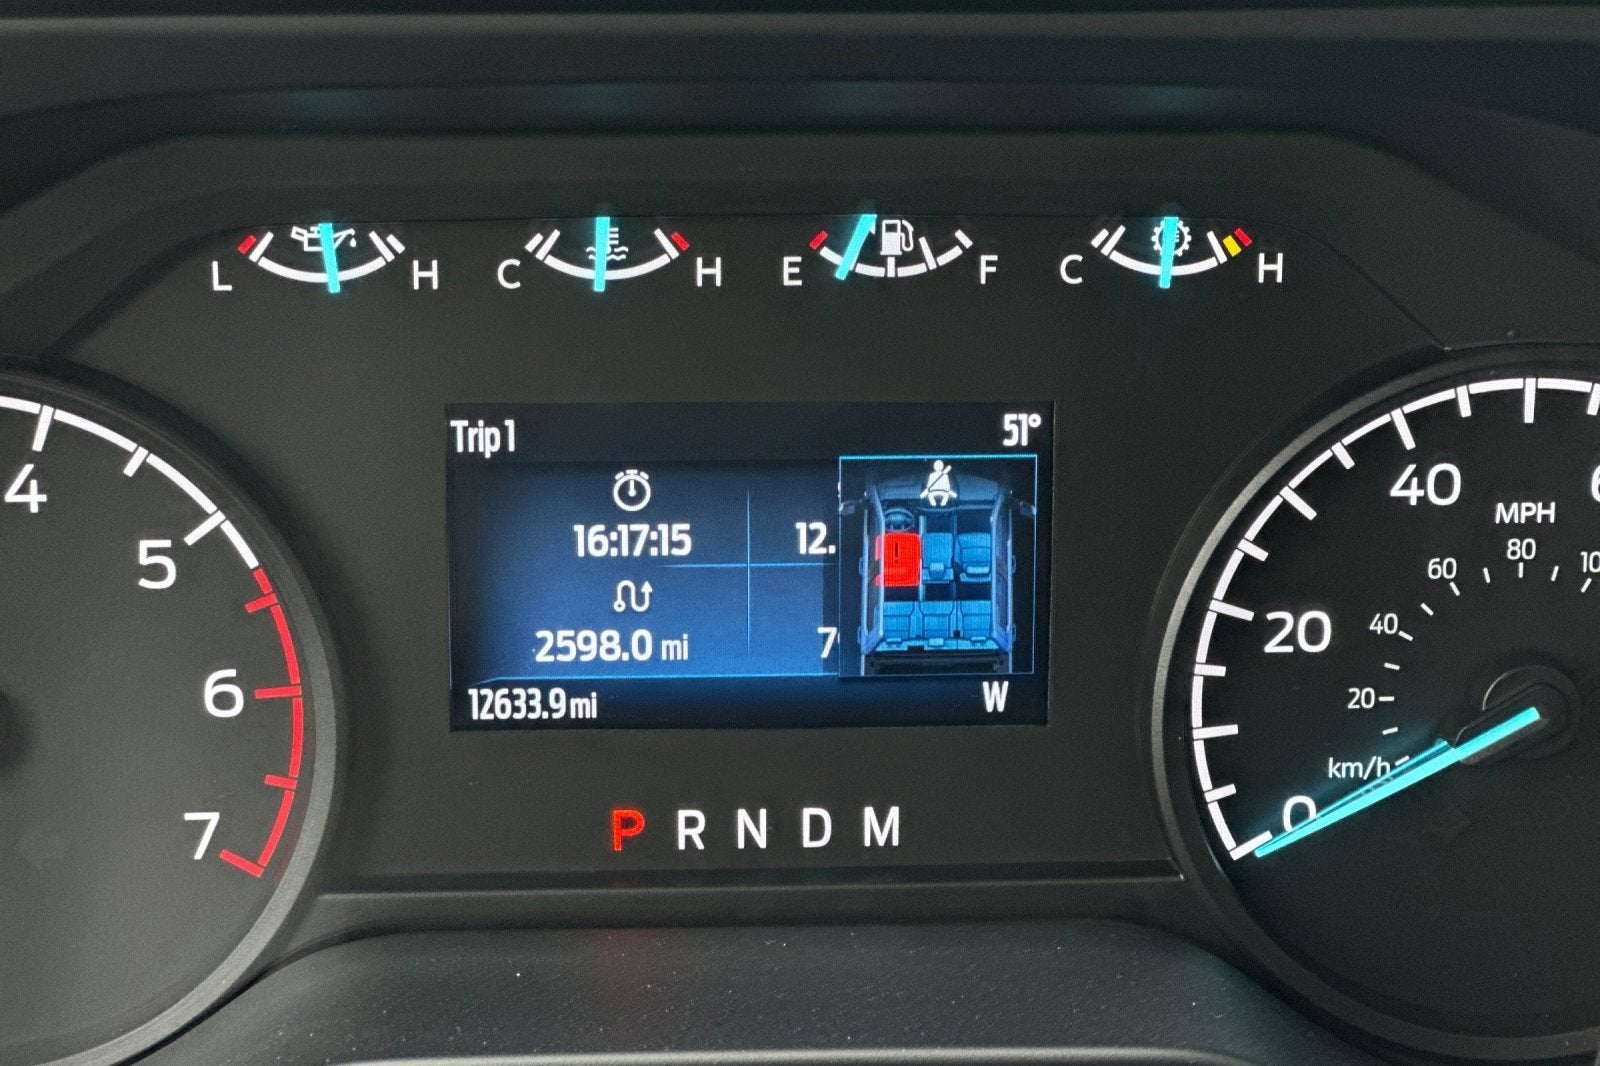 L H C H E F C H
Trip 1 51°
16:17:15 12.
2598.0 mi
12633.9 mi W
P R N D M
4
5
6
7
40
MPH
60 80
20 40
20
km/h
0